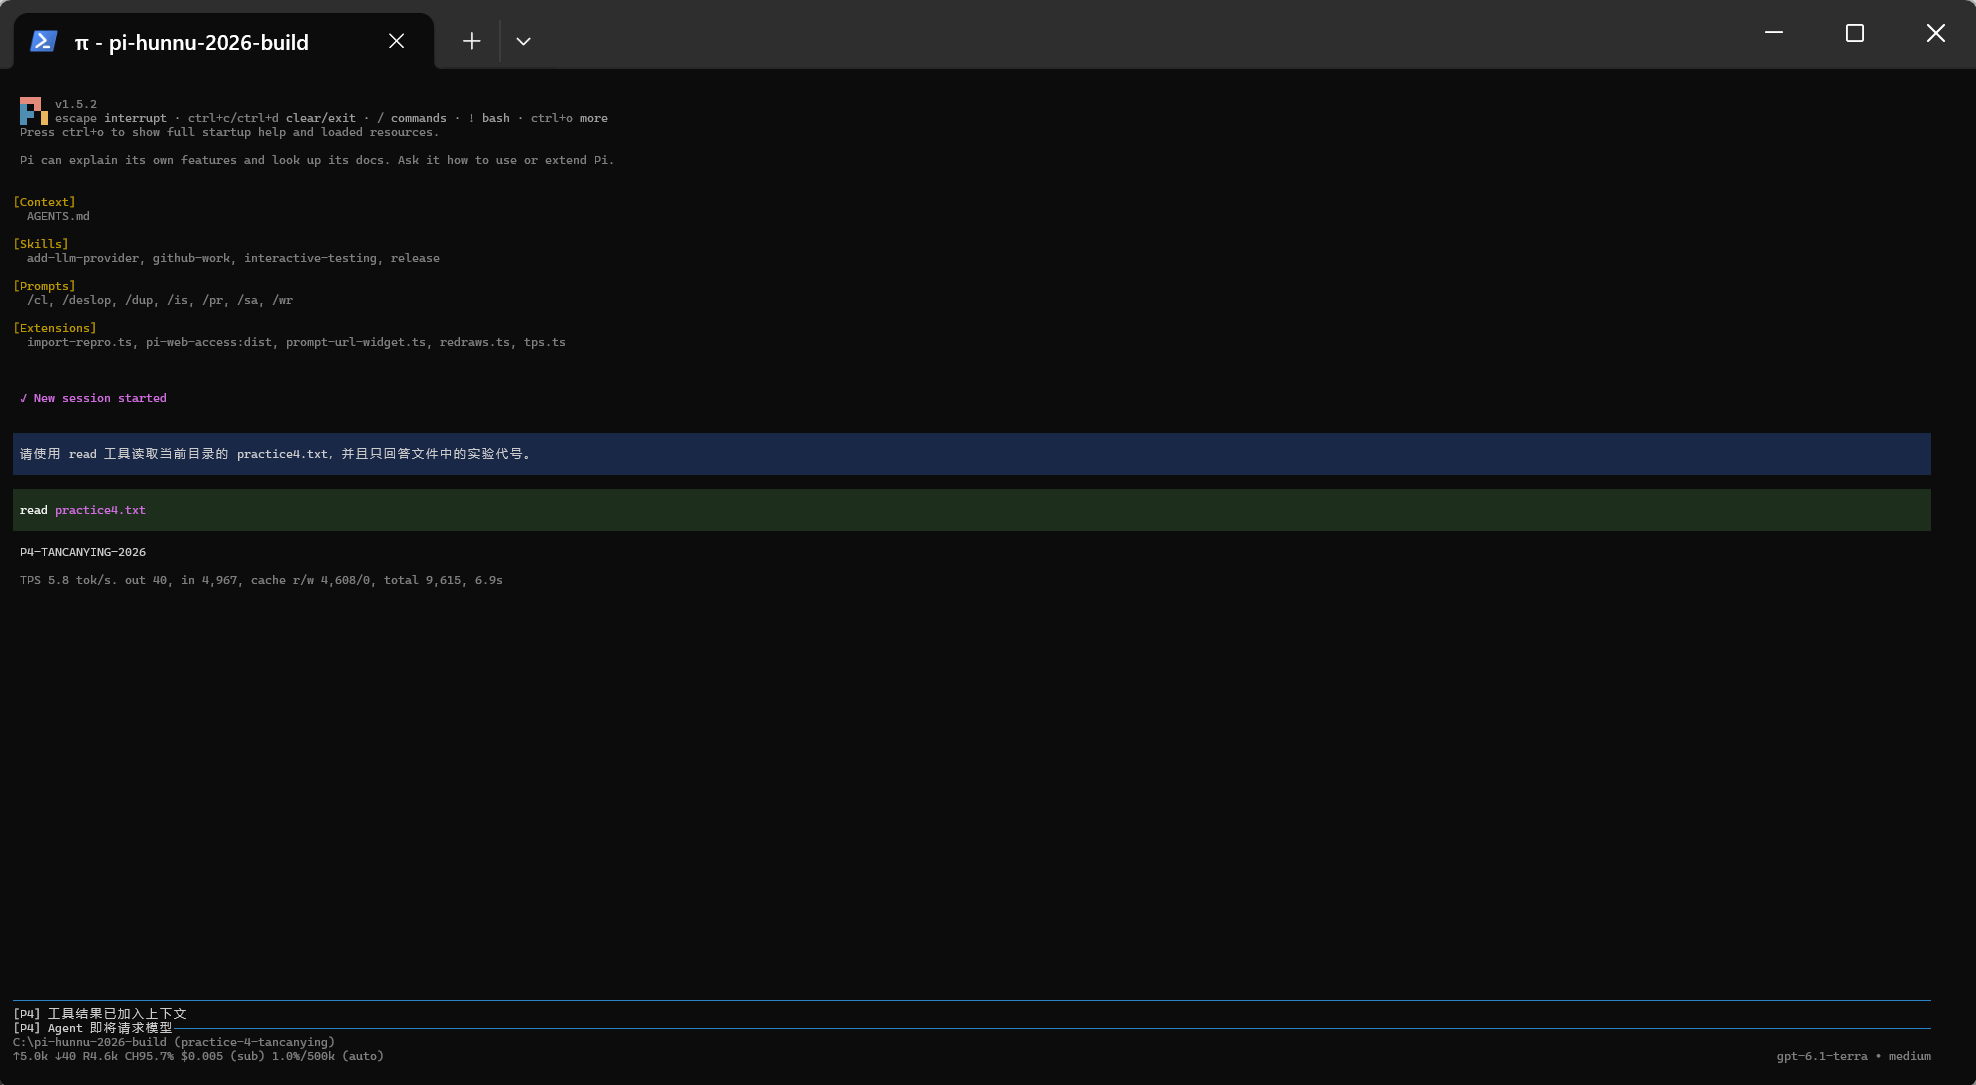 π - pi-hunnu-2026-build
v1.5.2
escape interrupt · ctrl+c/ctrl+d clear/exit · / commands · ! bash · ctrl+o more
Press ctrl+o to show full startup help and loaded resources.
Pi can explain its own features and look up its docs. Ask it how to use or extend Pi.
[Context]
AGENTS.md
[Skills]
add-llm-provider, github-work, interactive-testing, release
[Prompts]
/cl, /deslop, /dup, /is, /pr, /sa, /wr
[Extensions]
import-repro.ts, pi-web-access:dist, prompt-url-widget.ts, redraws.ts, tps.ts
✓ New session started
请使用 read 工具读取当前目录的 practice4.txt，并且只回答文件中的实验代号。
read practice4.txt
P4-TANCANYING-2026
TPS 5.8 tok/s. out 40, in 4,967, cache r/w 4,608/0, total 9,615, 6.9s
[P4] 工具结果已加入上下文
[P4] Agent 即将请求模型
C:\pi-hunnu-2026-build (practice-4-tancanying)
↑5.0k ↓40 R4.6k CH95.7% $0.005 (sub) 1.0%/500k (auto)
gpt-6.1-terra • medium